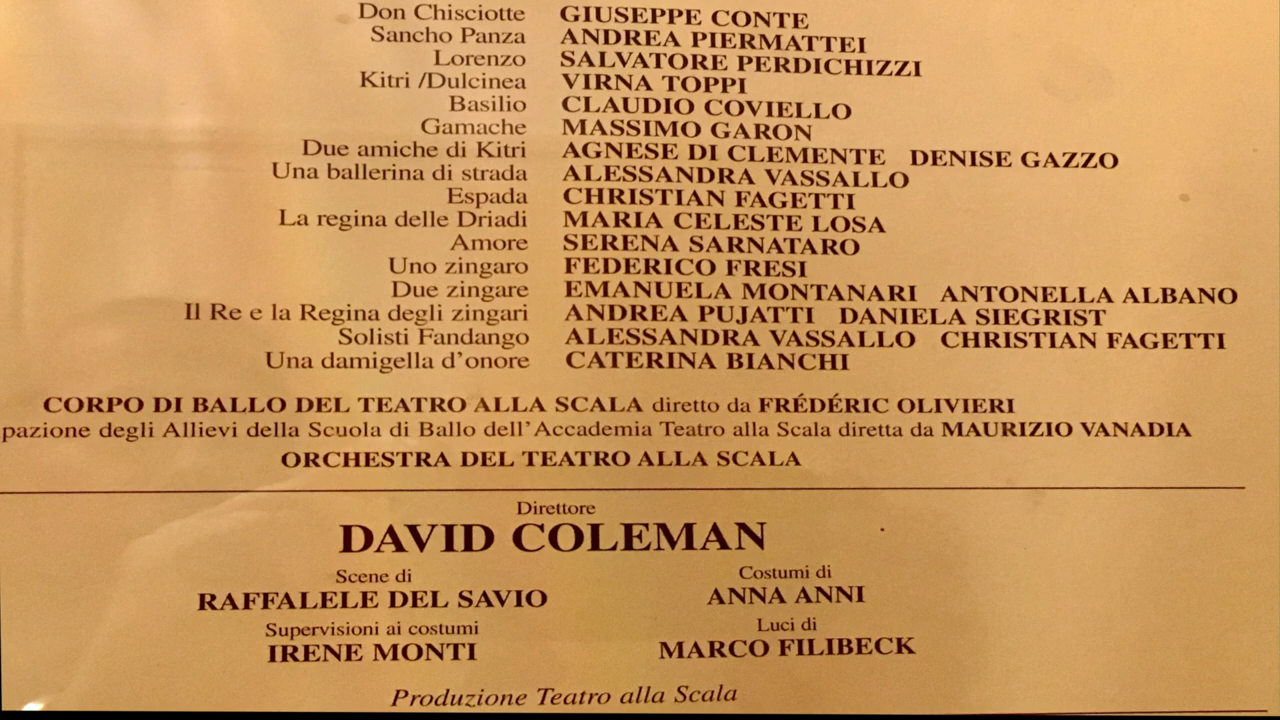 Don Chisciotte GIUSEPPE CONTE
Sancho Panza ANDREA PIERMATTEI
Lorenzo SALVATORE PERDICHIZZI
Kitri /Dulcinea VIRNA TOPPI
Basilio CLAUDIO COVIELLO
Gamache MASSIMO GARON
Due amiche di Kitri AGNESE DI CLEMENTE DENISE GAZZO
Una ballerina di strada ALESSANDRA VASSALLO
Espada CHRISTIAN FAGETTI
La regina delle Driadi MARIA CELESTE LOSA
Amore SERENA SARNATARO
Uno zingaro FEDERICO FRESI
Due zingare EMANUELA MONTANARI ANTONELLA ALBANO
Il Re e la Regina degli zingari ANDREA PUJATTI DANIELA SIEGRIST
Solisti Fandango ALESSANDRA VASSALLO CHRISTIAN FAGETTI
Una damigella d'onore CATERINA BIANCHI
CORPO DI BALLO DEL TEATRO ALLA SCALA diretto da FRÉDÉRIC OLIVIERI
pazione degli Allievi della Scuola di Ballo dell'Accademia Teatro alla Scala diretta da MAURIZIO VANADIA
ORCHESTRA DEL TEATRO ALLA SCALA
Direttore
DAVID COLEMAN
Scene di Costumi di
RAFFALELE DEL SAVIO ANNA ANNI
Supervisioni ai costumi Luci di
IRENE MONTI MARCO FILIBECK
Produzione Teatro alla Scala